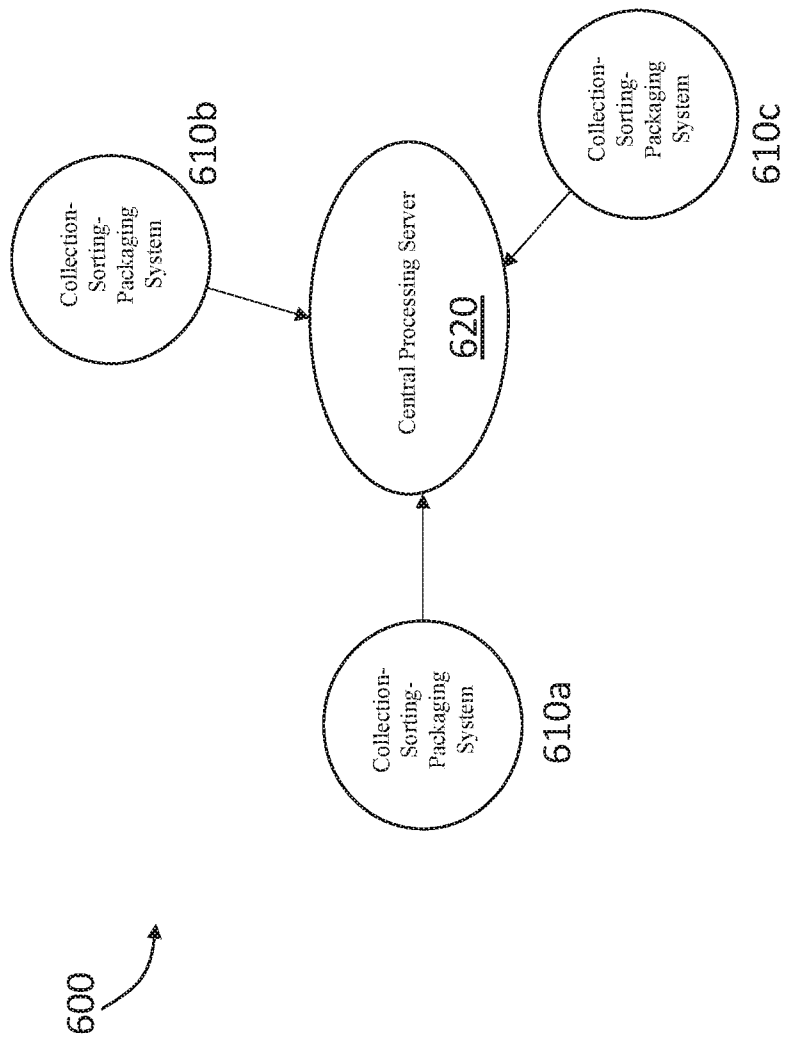 600
Collection-
Sorting-
Packaging
System
610a
Collection-
Sorting-
Packaging
System
610b
Central Processing Server
620
Collection-
Sorting-
Packaging
System
610c